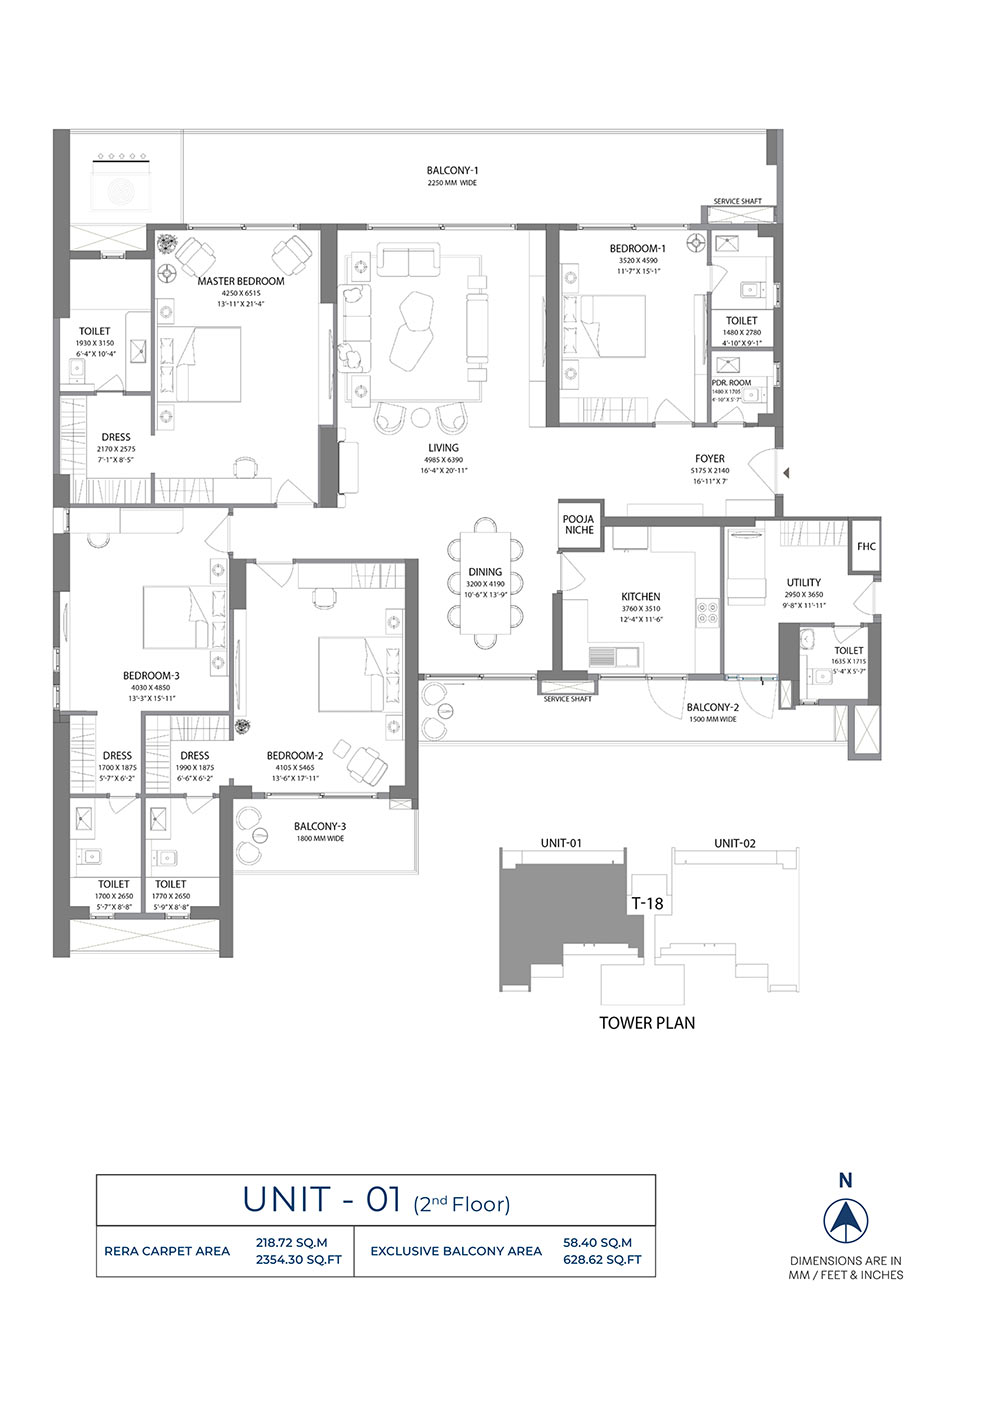 BALCONY-1
2250 MM WIDE
SERVICE SHAFT
MASTER BEDROOM
4250 X 6515
13'-11" X 21'-4"
BEDROOM-1
3520 X 4590
11'-7" X 15'-1"
TOILET
1930 X 3150
6'-4" X 10'-4"
TOILET
1480 X 2780
4'-10" X 9'-1"
PDR. ROOM
1480 X 1705
4'-10" X 5'-7"
DRESS
2170 X 2575
7'-1" X 8'-5"
LIVING
4985 X 6390
16'-4" X 20'-11"
FOYER
5175 X 2140
16'-11" X 7'
POOJA
NICHE
FHC
DINING
3200 X 4190
10'-6" X 13'-9"
KITCHEN
3760 X 3510
12'-4" X 11'-6"
UTILITY
2950 X 3650
9'-8" X 11'-11"
TOILET
1635 X 1715
5'-4" X 5'-7"
BEDROOM-3
4030 X 4850
13'-3" X 15'-11"
SERVICE SHAFT
BALCONY-2
1500 MM WIDE
DRESS
1700 X 1875
5'-7" X 6'-2"
DRESS
1990 X 1875
6'-6" X 6'-2"
BEDROOM-2
4105 X 5465
13'-6" X 17'-11"
BALCONY-3
1800 MM WIDE
TOILET
1700 X 2650
5'-7" X 8'-8"
TOILET
1770 X 2650
5'-9" X 8'-8"
UNIT-01
UNIT-02
T-18
TOWER PLAN
UNIT - 01 (2nd Floor)
RERA CARPET AREA
218.72 SQ.M
2354.30 SQ.FT
EXCLUSIVE BALCONY AREA
58.40 SQ.M
628.62 SQ.FT
N
DIMENSIONS ARE IN
MM / FEET & INCHES